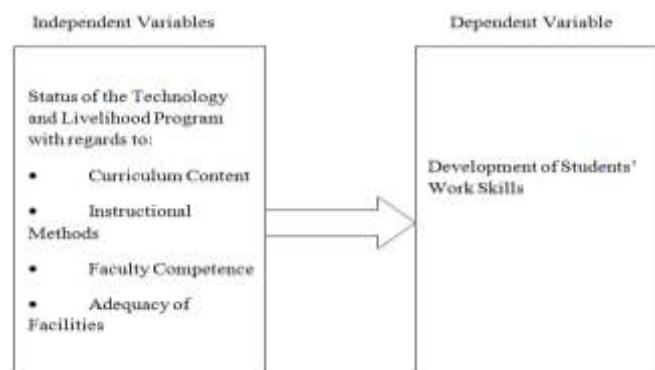 Independent Variables
Dependent Variable
Status of the Technology
and Livelihood Program
with regards to:
• Curriculum Content
• Instructional
Methods
• Faculty Competence
• Adequacy of
Facilities
Development of Students'
Work Skills